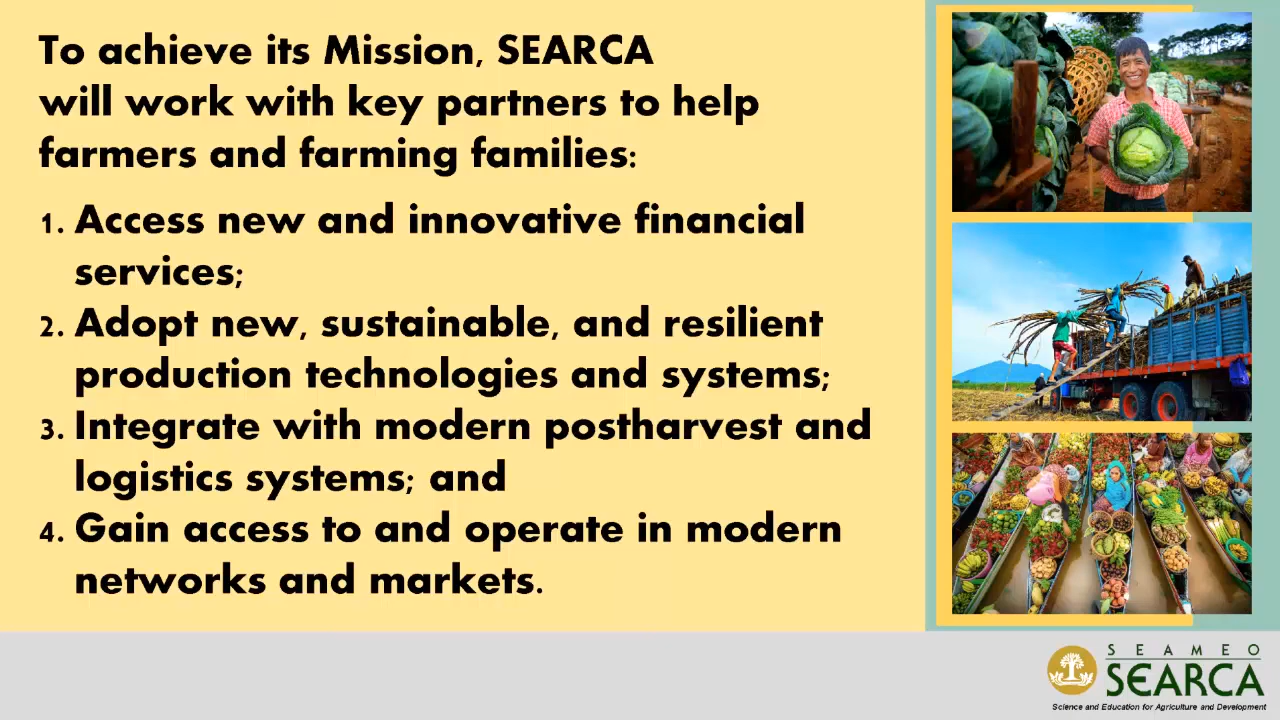 To achieve its Mission, SEARCA
will work with key partners to help
farmers and farming families:
1. Access new and innovative financial
services;
2. Adopt new, sustainable, and resilient
production technologies and systems;
3. Integrate with modern postharvest and
logistics systems; and
4. Gain access to and operate in modern
networks and markets.
SEAMEO
SEARCA
Science and Education for Agriculture and Development